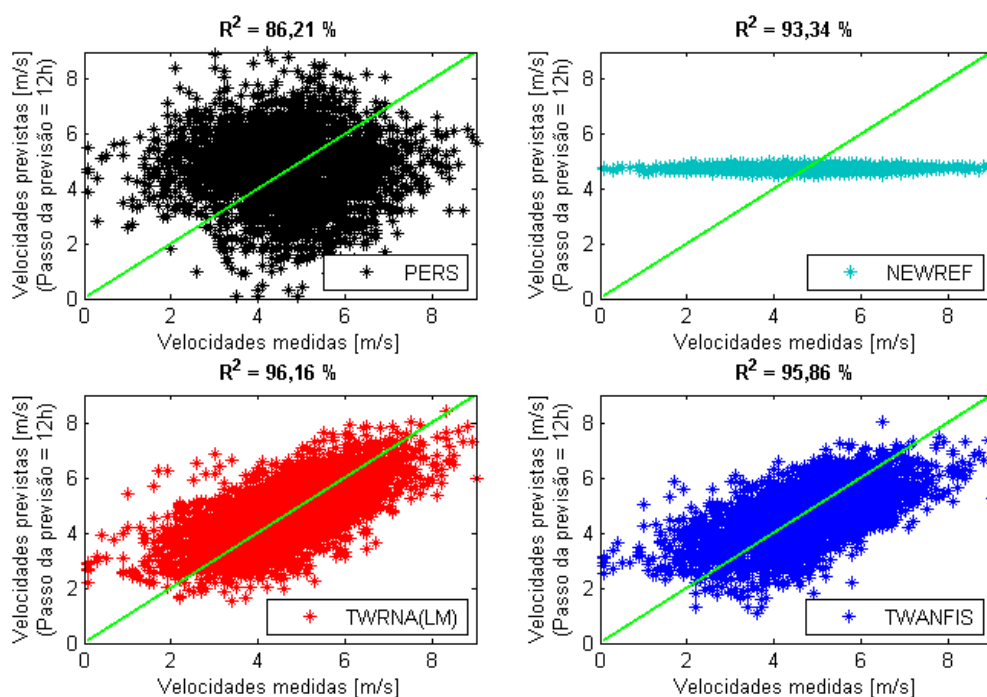 R² = 86,21 %
Velocidades previstas [m/s]
(Passo da previsão = 12h)
8
6
4
2
0
PERS
0 2 4 6 8
Velocidades medidas [m/s]
R² = 93,34 %
Velocidades previstas [m/s]
(Passo da previsão = 12h)
8
6
4
2
0
NEWREF
0 2 4 6 8
Velocidades medidas [m/s]
R² = 96,16 %
Velocidades previstas [m/s]
(Passo da previsão = 12h)
8
6
4
2
0
TWRNA(LM)
0 2 4 6 8
Velocidades medidas [m/s]
R² = 95,86 %
Velocidades previstas [m/s]
(Passo da previsão = 12h)
8
6
4
2
0
TWANFIS
0 2 4 6 8
Velocidades medidas [m/s]